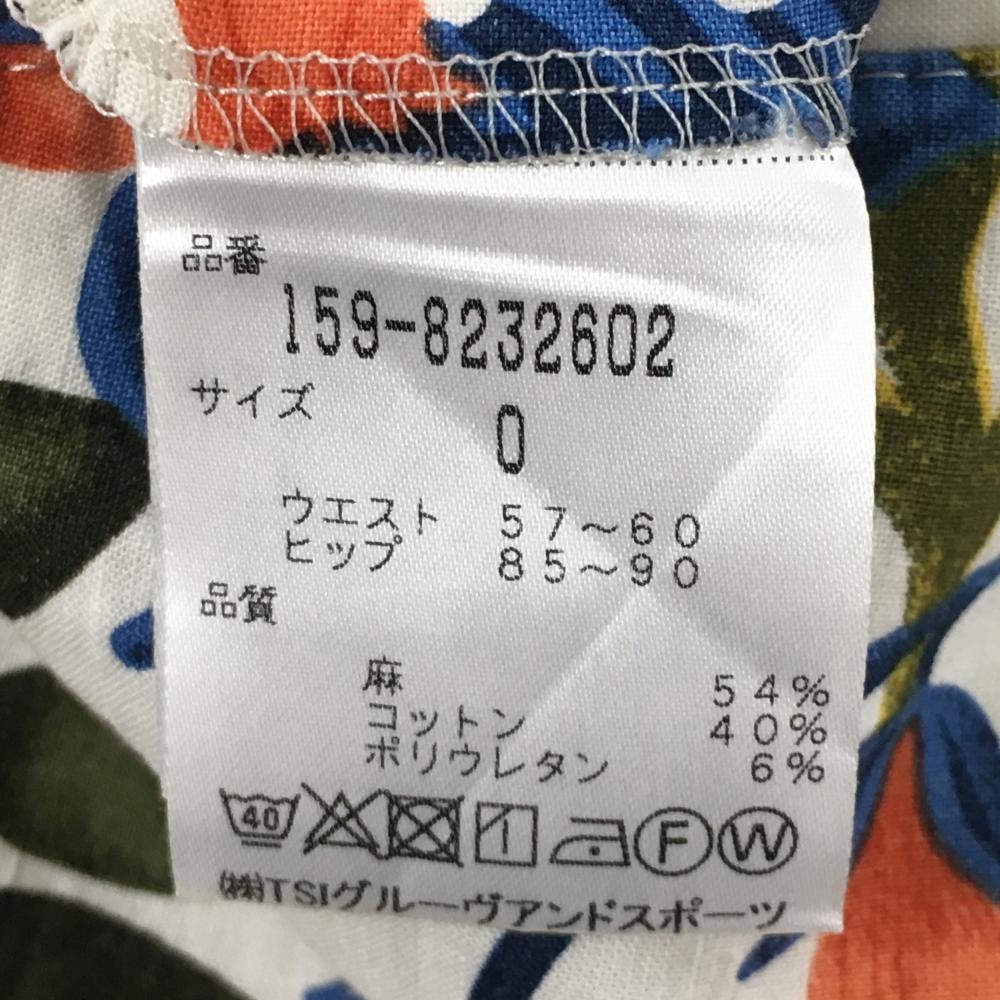 品番
159-8232602
サイズ
0
ウエスト 57～60
ヒップ 85～90
品質
麻 54%
コットン 40%
ポリウレタン 6%
40 F W
㈱TSIグルーヴアンドスポーツ